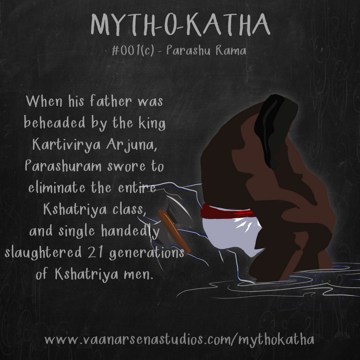 MYTH-O-KATHA
#001(c) - Parashu Rama
When his father was
beheaded by the king
Kartivirya Arjuna,
Parashuram swore to
eliminate the entire
Kshatriya class,
and single handedly
slaughtered 21 generations
of Kshatriya men.
www.vaanarsenastudios.com/mythokatha